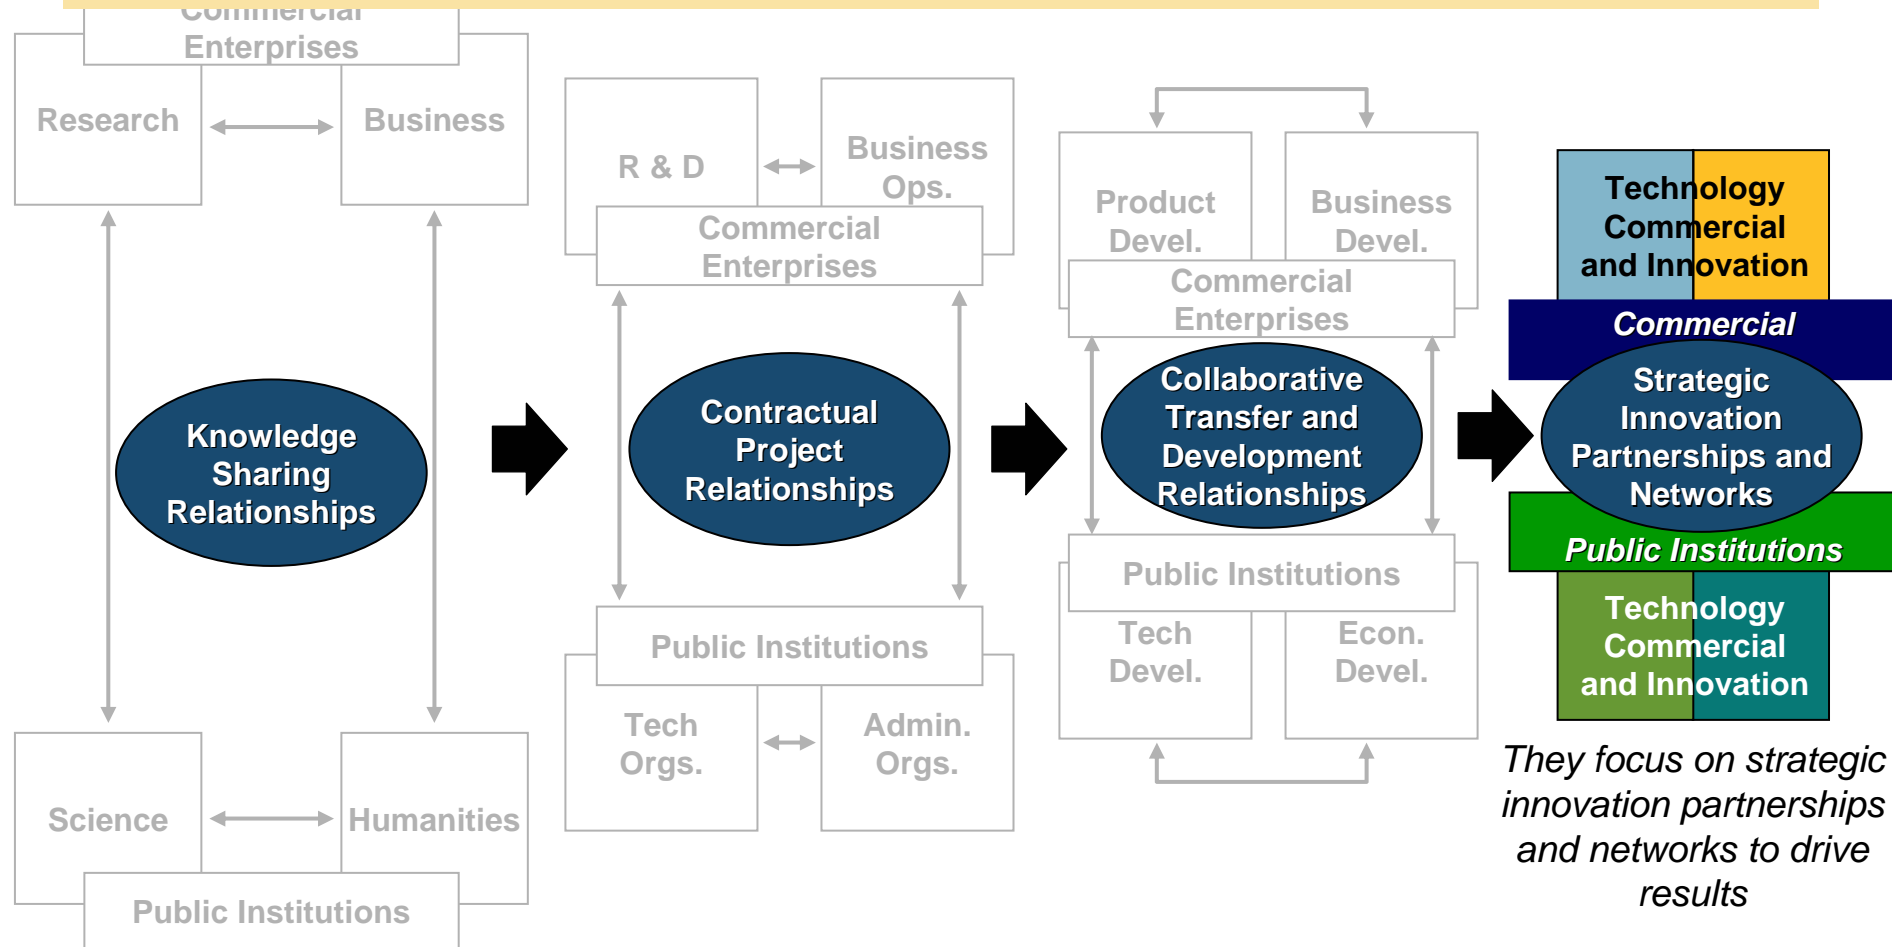 Commercial
Enterprises
Research
Business
Knowledge
Sharing
Relationships
Science
Humanities
Public Institutions
R & D
Business
Ops.
Commercial
Enterprises
Contractual
Project
Relationships
Public Institutions
Tech
Orgs.
Admin.
Orgs.
Product
Devel.
Business
Devel.
Commercial
Enterprises
Collaborative
Transfer and
Development
Relationships
Public Institutions
Tech
Devel.
Econ.
Devel.
Technology
Commercial
and Innovation
Commercial
Strategic
Innovation
Partnerships and
Networks
Public Institutions
Technology
Commercial
and Innovation
They focus on strategic
innovation partnerships
and networks to drive
results